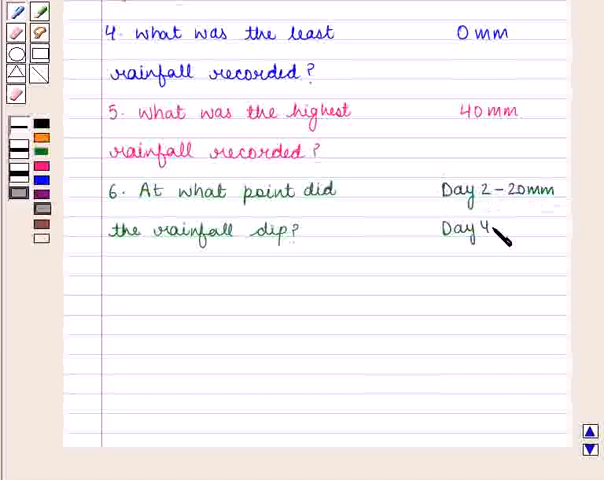 4. What was the least 0 mm
rainfall recorded?
5. What was the highest 40 mm
rainfall recorded?
6. At what point did Day 2 - 20mm
the rainfall dip? Day 4